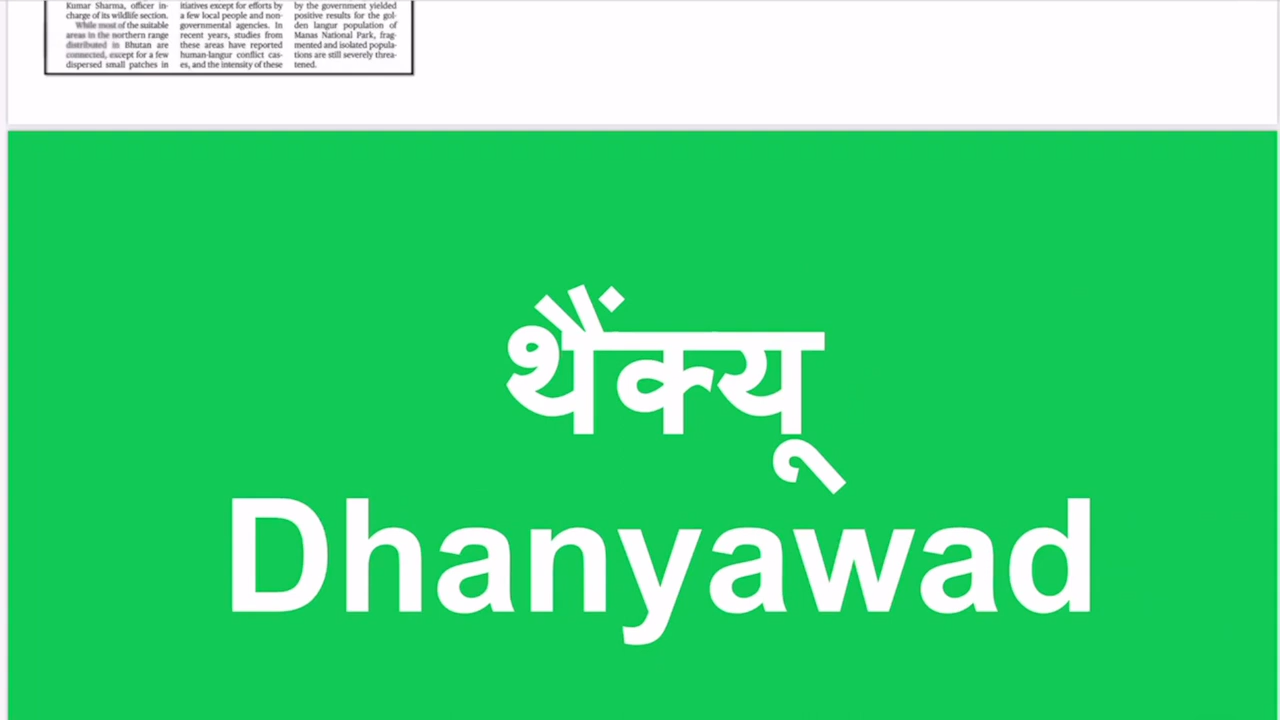 Kumar Sharma, officer in-
charge of its wildlife section.
While most of the suitable
areas in the northern range
distributed in Bhutan are
connected, except for a few
dispersed small patches in
itiatives except for efforts by
a few local people and non-
governmental agencies. In
recent years, studies from
these areas have reported
human-langur conflict cas-
es, and the intensity of these
by the government yielded
positive results for the gol-
den langur population of
Manas National Park, frag-
mented and isolated popula-
tions are still severely threa-
tened.
थैंक्यू
Dhanyawad